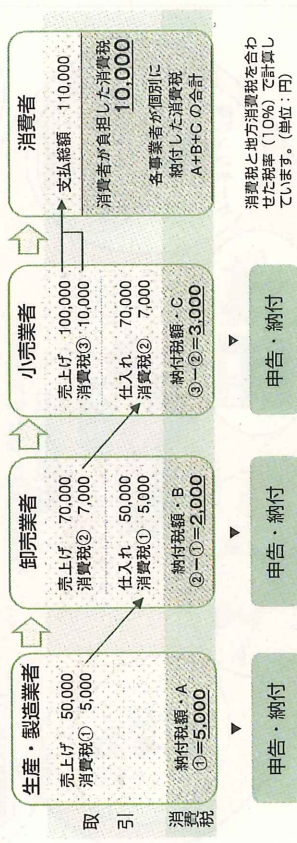 取引
消費税
生産・製造業者
売上げ 50,000
消費税① 5,000
納付税額・A
①=5,000
申告・納付
卸売業者
売上げ 70,000
消費税② 7,000
仕入れ 50,000
消費税① 5,000
納付税額・B
②-①=2,000
申告・納付
小売業者
売上げ 100,000
消費税③ 10,000
仕入れ 70,000
消費税② 7,000
納付税額・C
③-②=3,000
申告・納付
消費者
支払総額 110,000
消費者が負担した消費税
10,000
各事業者が個別に
納付した消費税
A+B+Cの合計
消費税と地方消費税を合わ
せた税率(10%)で計算し
ています。(単位:円)